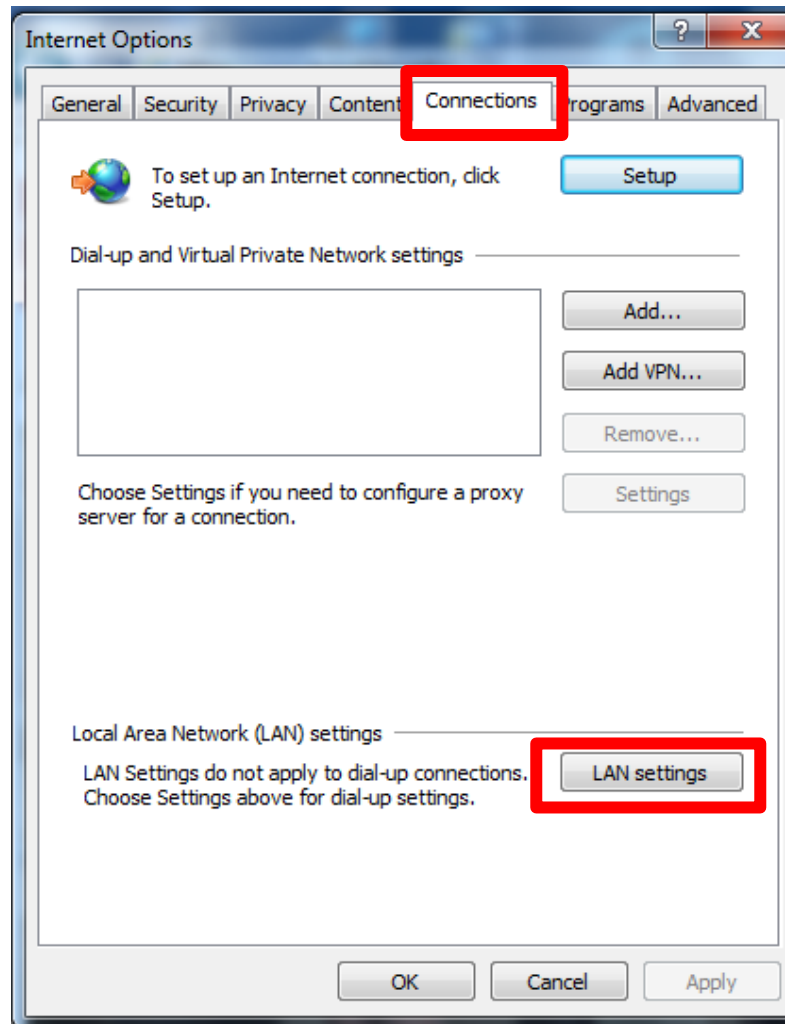 Internet Options
?
X
General Security Privacy Content Connections Programs Advanced
To set up an Internet connection, click
Setup.
Setup
Dial-up and Virtual Private Network settings
Add...
Add VPN...
Remove...
Choose Settings if you need to configure a proxy
server for a connection.
Settings
Local Area Network (LAN) settings
LAN Settings do not apply to dial-up connections.
Choose Settings above for dial-up settings.
LAN settings
OK Cancel Apply